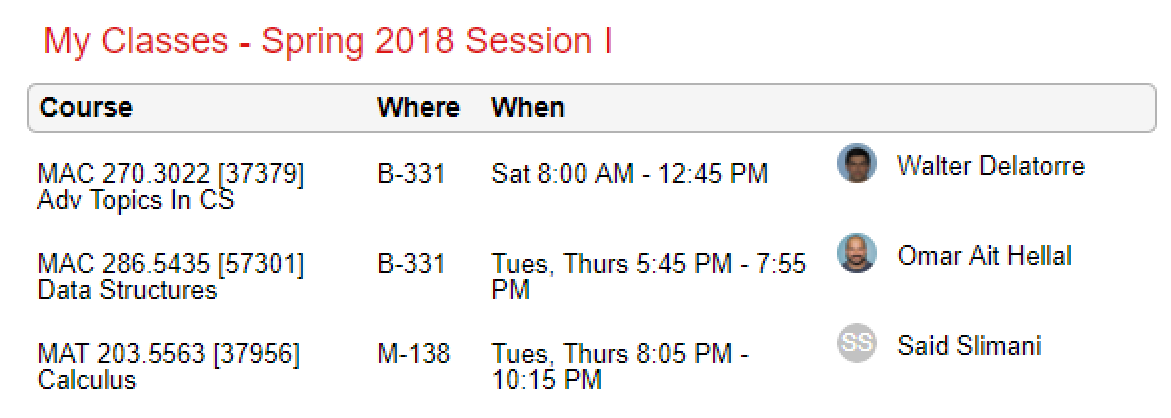 My Classes - Spring 2018 Session I
Course Where When
MAC 270.3022 [37379] B-331 Sat 8:00 AM - 12:45 PM Walter Delatorre
Adv Topics In CS
MAC 286.5435 [57301] B-331 Tues, Thurs 5:45 PM - 7:55 Omar Ait Hellal
Data Structures PM
MAT 203.5563 [37956] M-138 Tues, Thurs 8:05 PM - SS Said Slimani
Calculus 10:15 PM